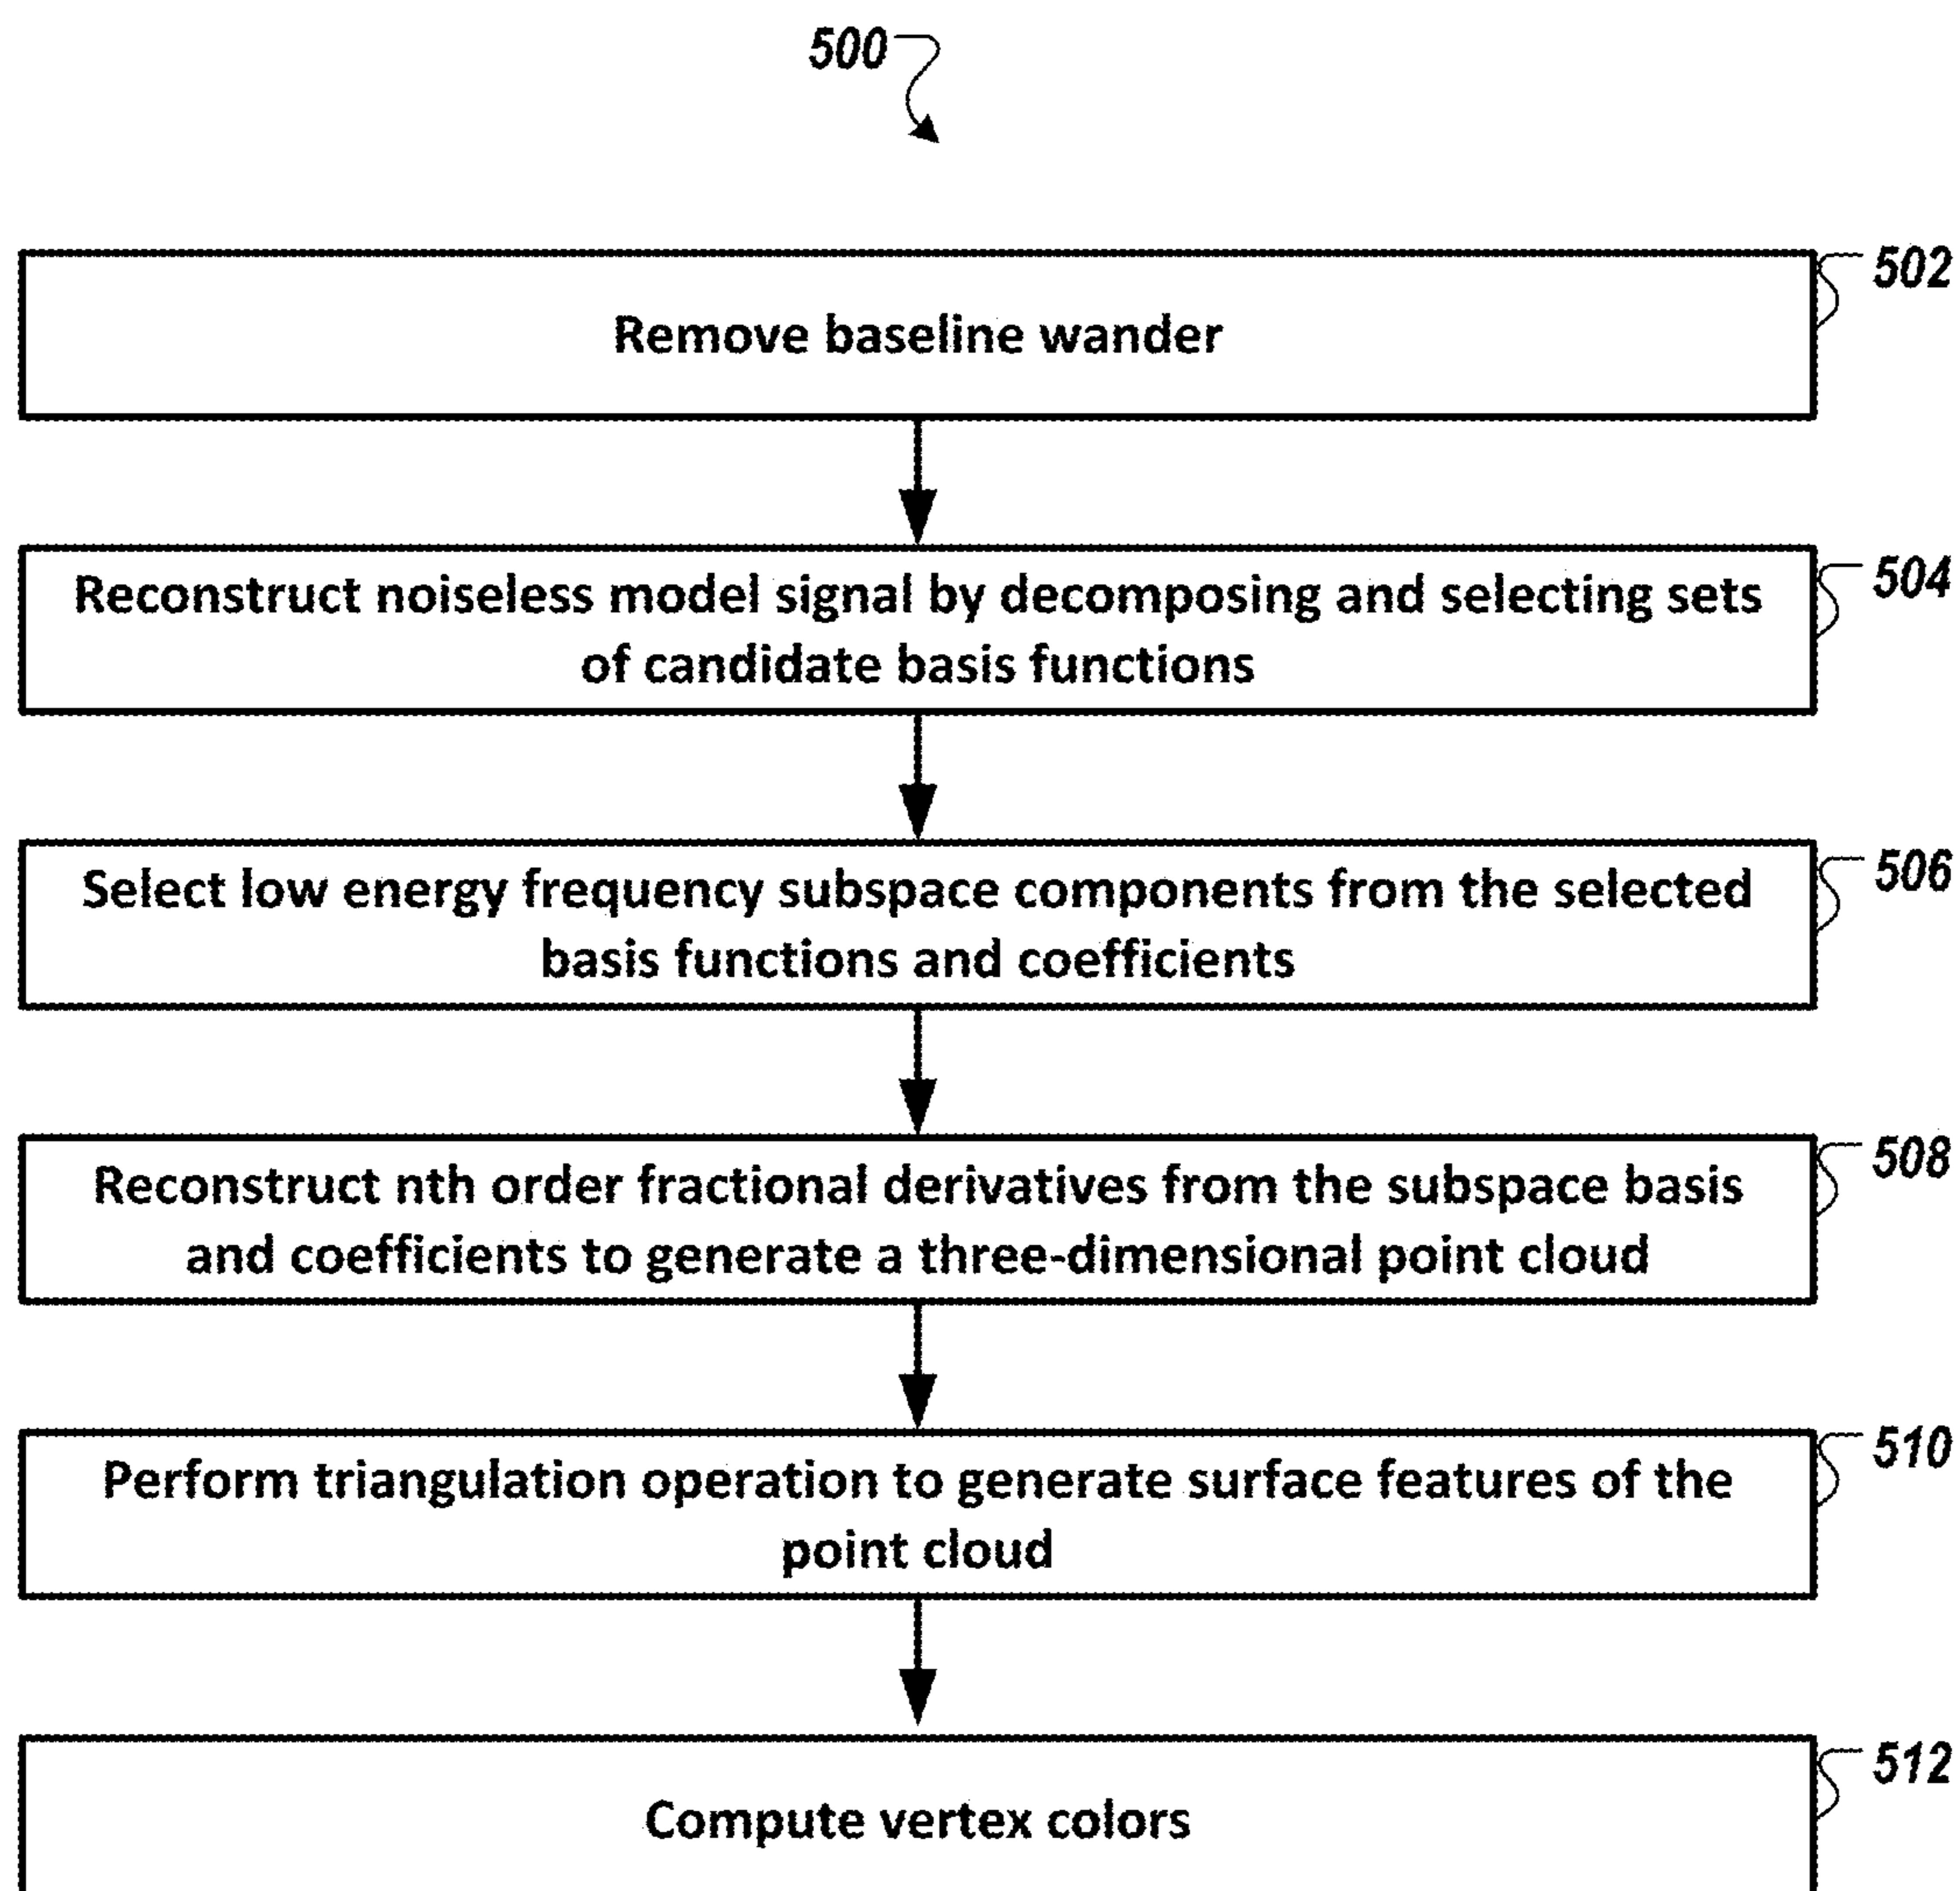 500
502
Remove baseline wander
504
Reconstruct noiseless model signal by decomposing and selecting sets
of candidate basis functions
506
Select low energy frequency subspace components from the selected
basis functions and coefficients
508
Reconstruct nth order fractional derivatives from the subspace basis
and coefficients to generate a three-dimensional point cloud
510
Perform triangulation operation to generate surface features of the
point cloud
512
Compute vertex colors